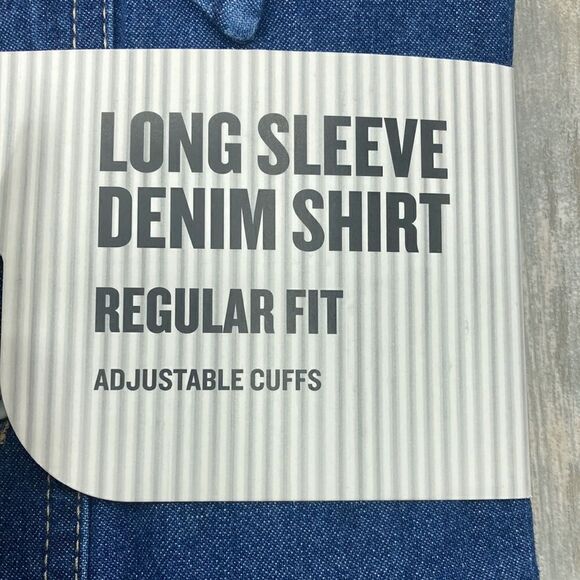 LONG SLEEVE
DENIM SHIRT
REGULAR FIT
ADJUSTABLE CUFFS